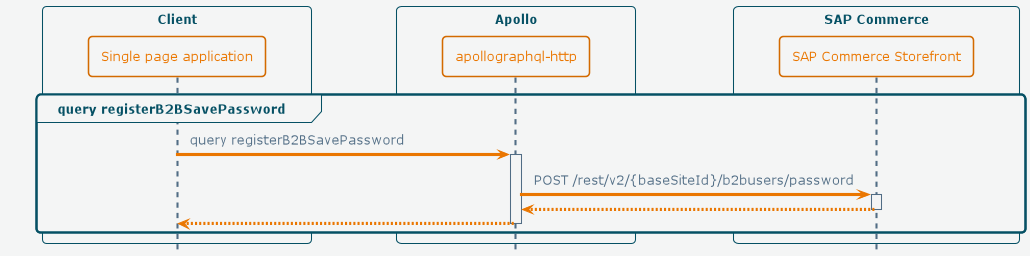 Client
Apollo
SAP Commerce
Single page application
apollographql-http
SAP Commerce Storefront
query registerB2BSavePassword
query registerB2BSavePassword
POST /rest/v2/{baseSiteId}/b2busers/password